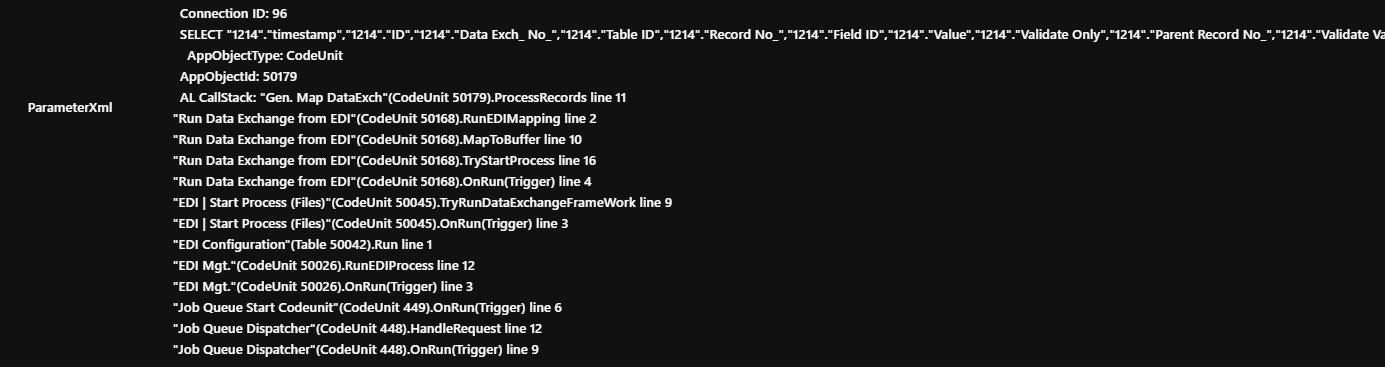 Connection ID: 96
SELECT "1214"."timestamp","1214"."ID","1214"."Data Exch_ No_","1214"."Table ID","1214"."Record No_","1214"."Field ID","1214"."Value","1214"."Validate Only","1214"."Parent Record No_","1214"."Validate Va
AppObjectType: CodeUnit
AppObjectId: 50179
AL CallStack: "Gen. Map DataExch"(CodeUnit 50179).ProcessRecords line 11
ParameterXml
"Run Data Exchange from EDI"(CodeUnit 50168).RunEDIMapping line 2
"Run Data Exchange from EDI"(CodeUnit 50168).MapToBuffer line 10
"Run Data Exchange from EDI"(CodeUnit 50168).TryStartProcess line 16
"Run Data Exchange from EDI"(CodeUnit 50168).OnRun(Trigger) line 4
"EDI | Start Process (Files)"(CodeUnit 50045).TryRunDataExchangeFrameWork line 9
"EDI | Start Process (Files)"(CodeUnit 50045).OnRun(Trigger) line 3
"EDI Configuration"(Table 50042).Run line 1
"EDI Mgt."(CodeUnit 50026).RunEDIProcess line 12
"EDI Mgt."(CodeUnit 50026).OnRun(Trigger) line 3
"Job Queue Start Codeunit"(CodeUnit 449).OnRun(Trigger) line 6
"Job Queue Dispatcher"(CodeUnit 448).HandleRequest line 12
"Job Queue Dispatcher"(CodeUnit 448).OnRun(Trigger) line 9